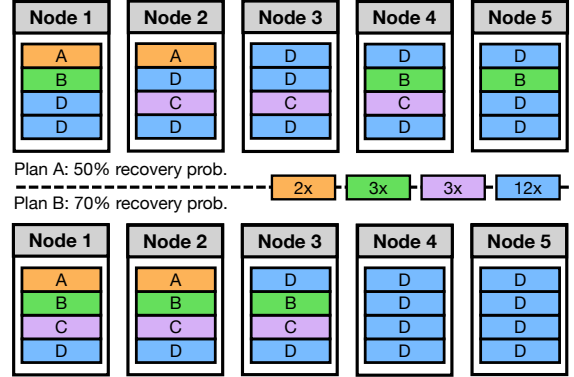 Node 1 Node 2 Node 3 Node 4 Node 5
A A D D D
B D D B B
D C C C D
D D D D D
Plan A: 50% recovery prob.
2x 3x 3x 12x
Plan B: 70% recovery prob.
Node 1 Node 2 Node 3 Node 4 Node 5
A A D D D
B B B D D
C C C D D
D D D D D